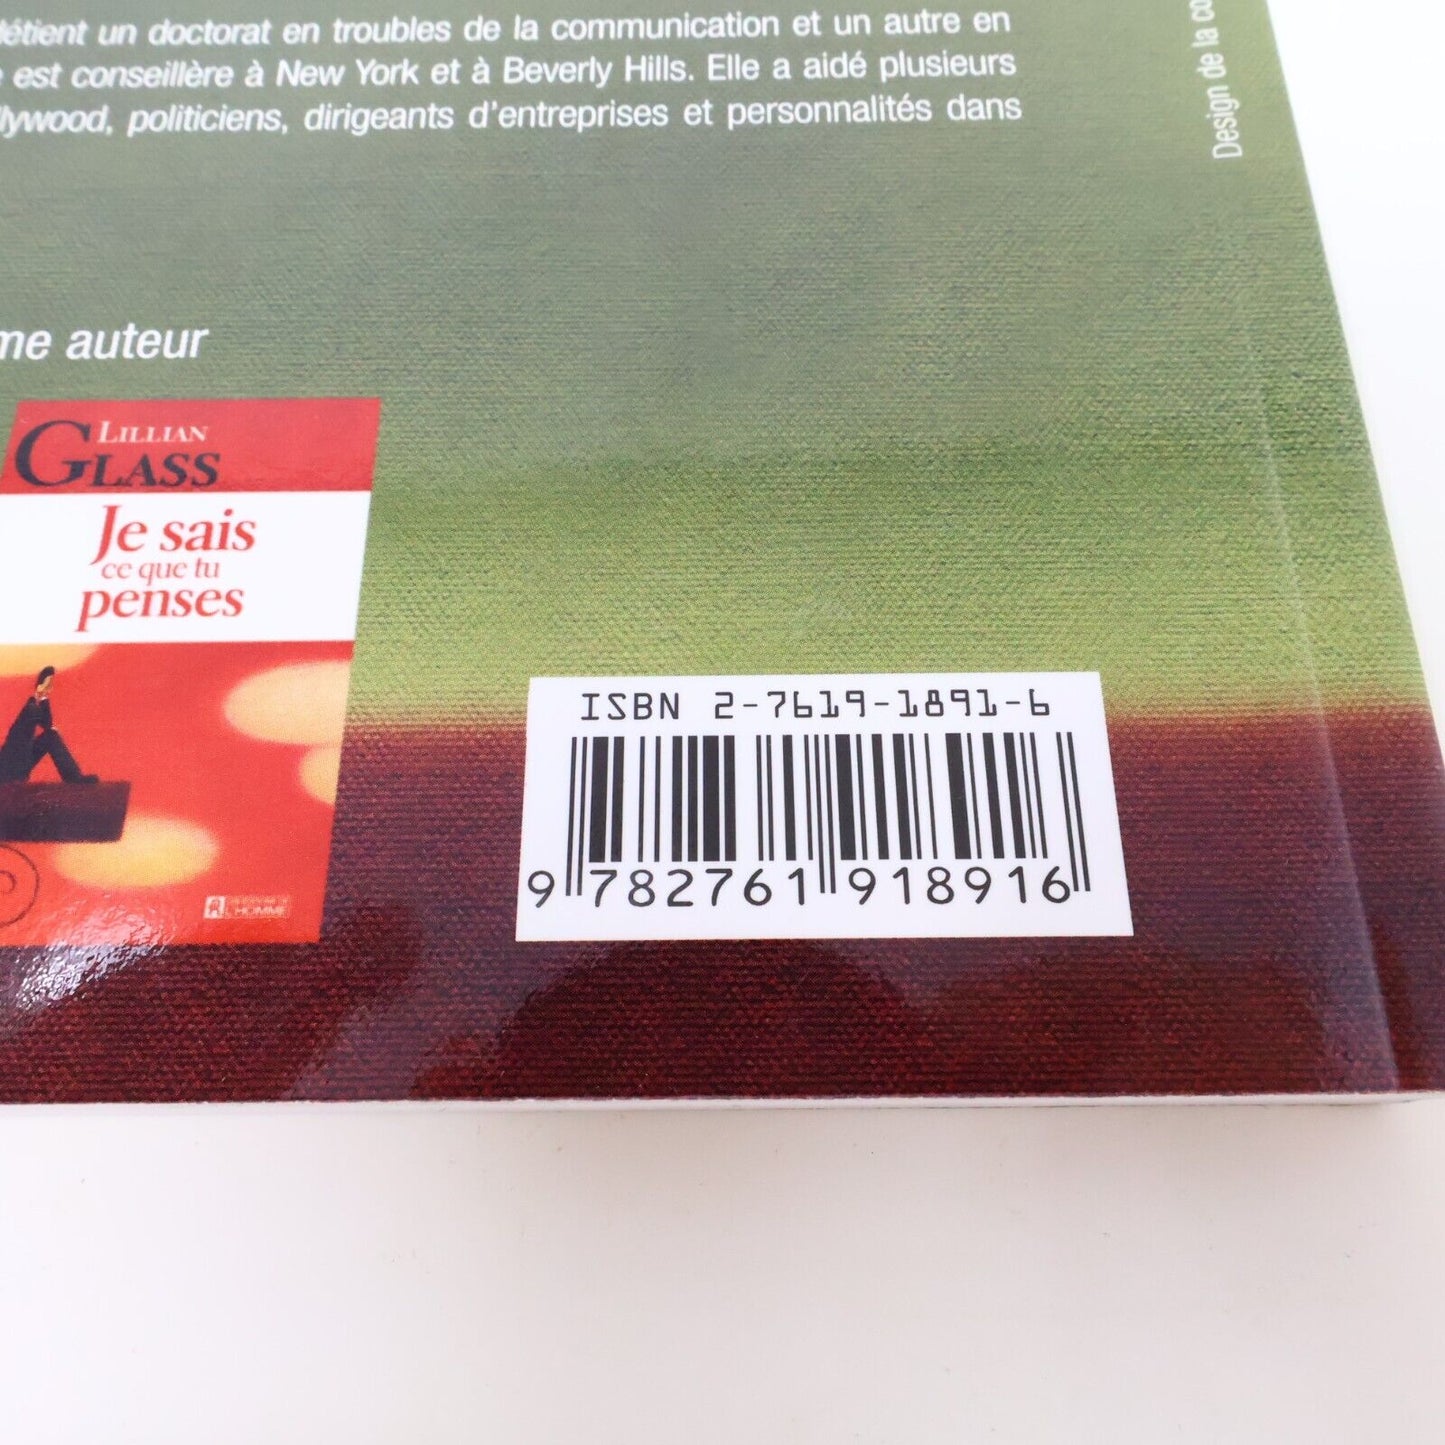 détient un doctorat en troubles de la communication et un autre en
est conseillère à New York et à Beverly Hills. Elle a aidé plusieurs
llywood, politiciens, dirigeants d'entreprises et personnalités dans
Design de la co
me auteur
LILLIAN
GLASS
Je sais
ce que tu
penses
L'HOMME
ISBN 2-7619-1891-6
9 782761 918916